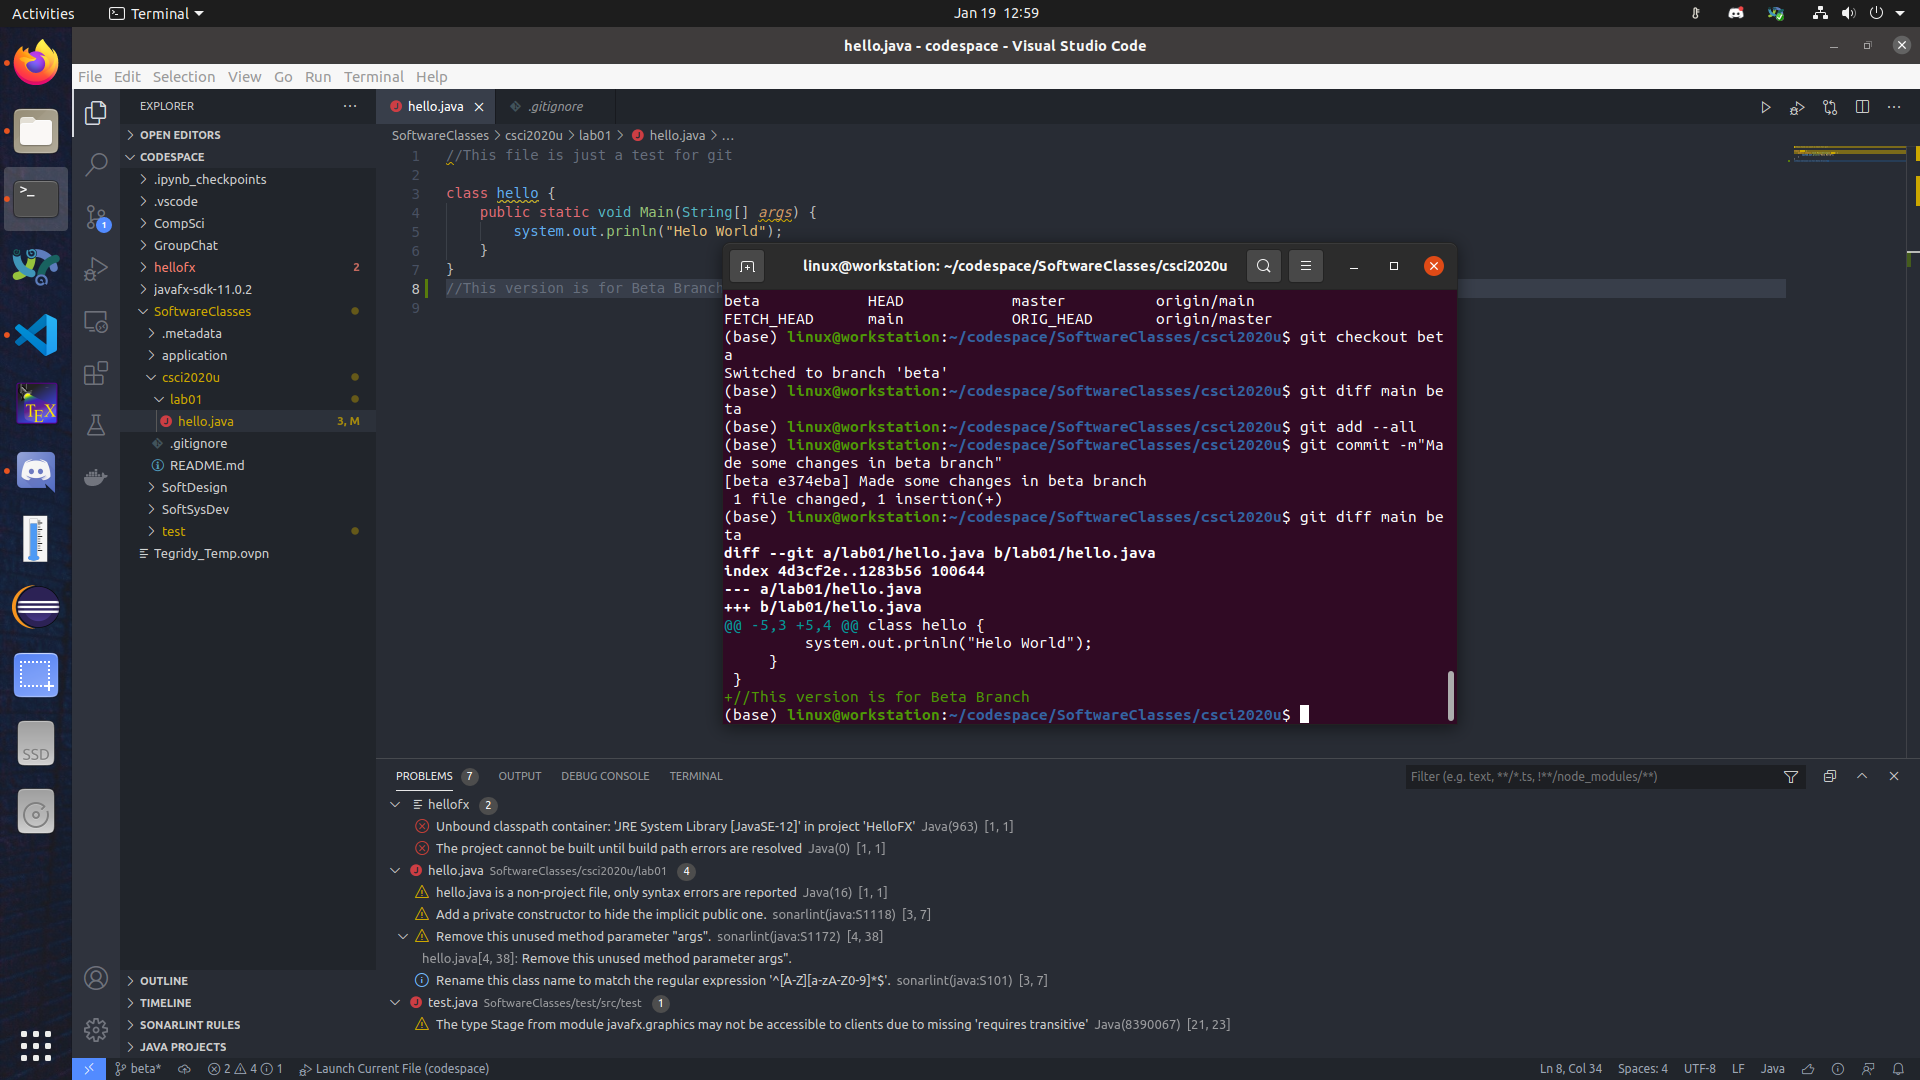 Activities
Terminal
Jan 19 12:59
hello.java - codespace - Visual Studio Code
File Edit Selection View Go Run Terminal Help
EXPLORER
OPEN EDITORS
CODESPACE
.ipynb_checkpoints
.vscode
CompSci
GroupChat
hellofx 2
javafx-sdk-11.0.2
SoftwareClasses
.metadata
application
csci2020u
lab01
hello.java 3, M
.gitignore
README.md
SoftDesign
SoftSysDev
test
Tegridy_Temp.ovpn
OUTLINE
TIMELINE
SONARLINT RULES
JAVA PROJECTS
1
TEX
SSD
hello.java
.gitignore
SoftwareClasses > csci2020u > lab01 > hello.java > ...
1 //This file is just a test for git
2
3 class hello {
4 public static void Main(String[] args) {
5 system.out.prinln("Helo World");
6 }
7 }
8 //This version is for Beta Branch
9
linux@workstation: ~/codespace/SoftwareClasses/csci2020u
beta HEAD master origin/main
FETCH_HEAD main ORIG_HEAD origin/master
(base) linux@workstation:~/codespace/SoftwareClasses/csci2020u$ git checkout bet
a
Switched to branch 'beta'
(base) linux@workstation:~/codespace/SoftwareClasses/csci2020u$ git diff main be
ta
(base) linux@workstation:~/codespace/SoftwareClasses/csci2020u$ git add --all
(base) linux@workstation:~/codespace/SoftwareClasses/csci2020u$ git commit -m"Ma
de some changes in beta branch"
[beta e374eba] Made some changes in beta branch
1 file changed, 1 insertion(+)
(base) linux@workstation:~/codespace/SoftwareClasses/csci2020u$ git diff main be
ta
diff --git a/lab01/hello.java b/lab01/hello.java
index 4d3cf2e..1283b56 100644
--- a/lab01/hello.java
+++ b/lab01/hello.java
@@ -5,3 +5,4 @@ class hello {
system.out.prinln("Helo World");
}
}
+//This version is for Beta Branch
(base) linux@workstation:~/codespace/SoftwareClasses/csci2020u$
PROBLEMS 7 OUTPUT DEBUG CONSOLE TERMINAL
Filter (e.g. text, **/*.ts, !**/node_modules/**)
hellofx 2
Unbound classpath container: 'JRE System Library [JavaSE-12]' in project 'HelloFX' Java(963) [1, 1]
The project cannot be built until build path errors are resolved Java(0) [1, 1]
hello.java SoftwareClasses/csci2020u/lab01 4
hello.java is a non-project file, only syntax errors are reported Java(16) [1, 1]
Add a private constructor to hide the implicit public one. sonarlint(java:S1118) [3, 7]
Remove this unused method parameter "args". sonarlint(java:S1172) [4, 38]
hello.java[4, 38]: Remove this unused method parameter args".
Rename this class name to match the regular expression '^[A-Z][a-zA-Z0-9]*$'. sonarlint(java:S101) [3, 7]
test.java SoftwareClasses/test/src/test 1
The type Stage from module javafx.graphics may not be accessible to clients due to missing 'requires transitive' Java(8390067) [21, 23]
beta* 2 4 1 Launch Current File (codespace)
Ln 8, Col 34 Spaces: 4 UTF-8 LF Java